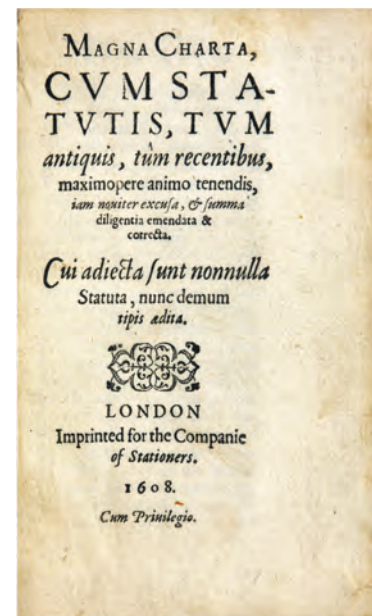 MAGNA CHARTA,
CVM STA-
TVTIS, TVM
antiquis, tùm recentibus,
maximopere animo tenendis,
iam nouiter excusa, & summa
diligentia emendata &
correcta.
Cui adiecta sunt nonnulla
Statuta, nunc demum
tipis ædita.
LONDON
Imprinted for the Companie
of Stationers.
1608.
Cum Priuilegio.